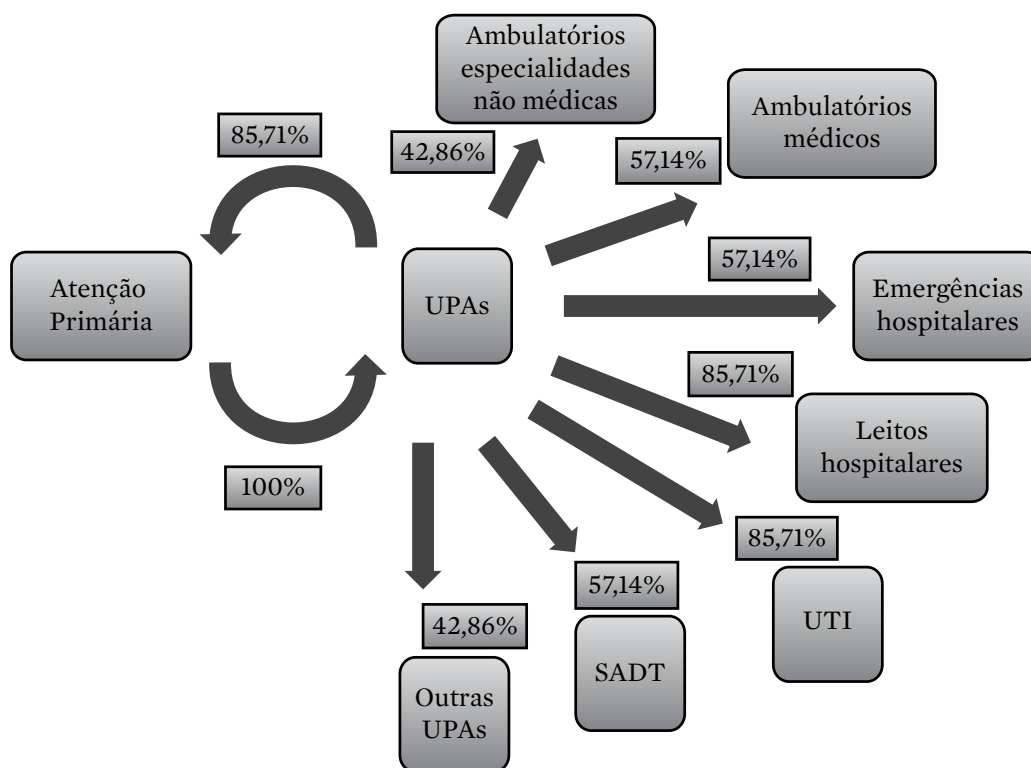 Ambulatórios
especialidades
não médicas
Ambulatórios
médicos
85,71%
42,86%
57,14%
57,14%
Atenção
Primária
UPAs
Emergências
hospitalares
85,71%
Leitos
hospitalares
100%
85,71%
57,14%
UTI
42,86%
SADT
Outras
UPAs